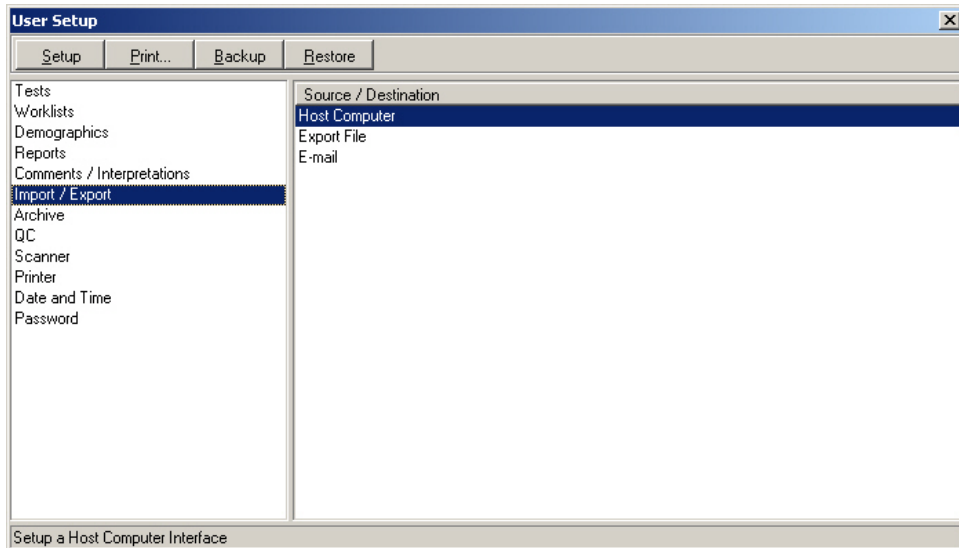 User Setup
Setup Print... Backup Restore
Tests
Worklists
Demographics
Reports
Comments / Interpretations
Import / Export
Archive
QC
Scanner
Printer
Date and Time
Password
Source / Destination
Host Computer
Export File
E-mail
Setup a Host Computer Interface